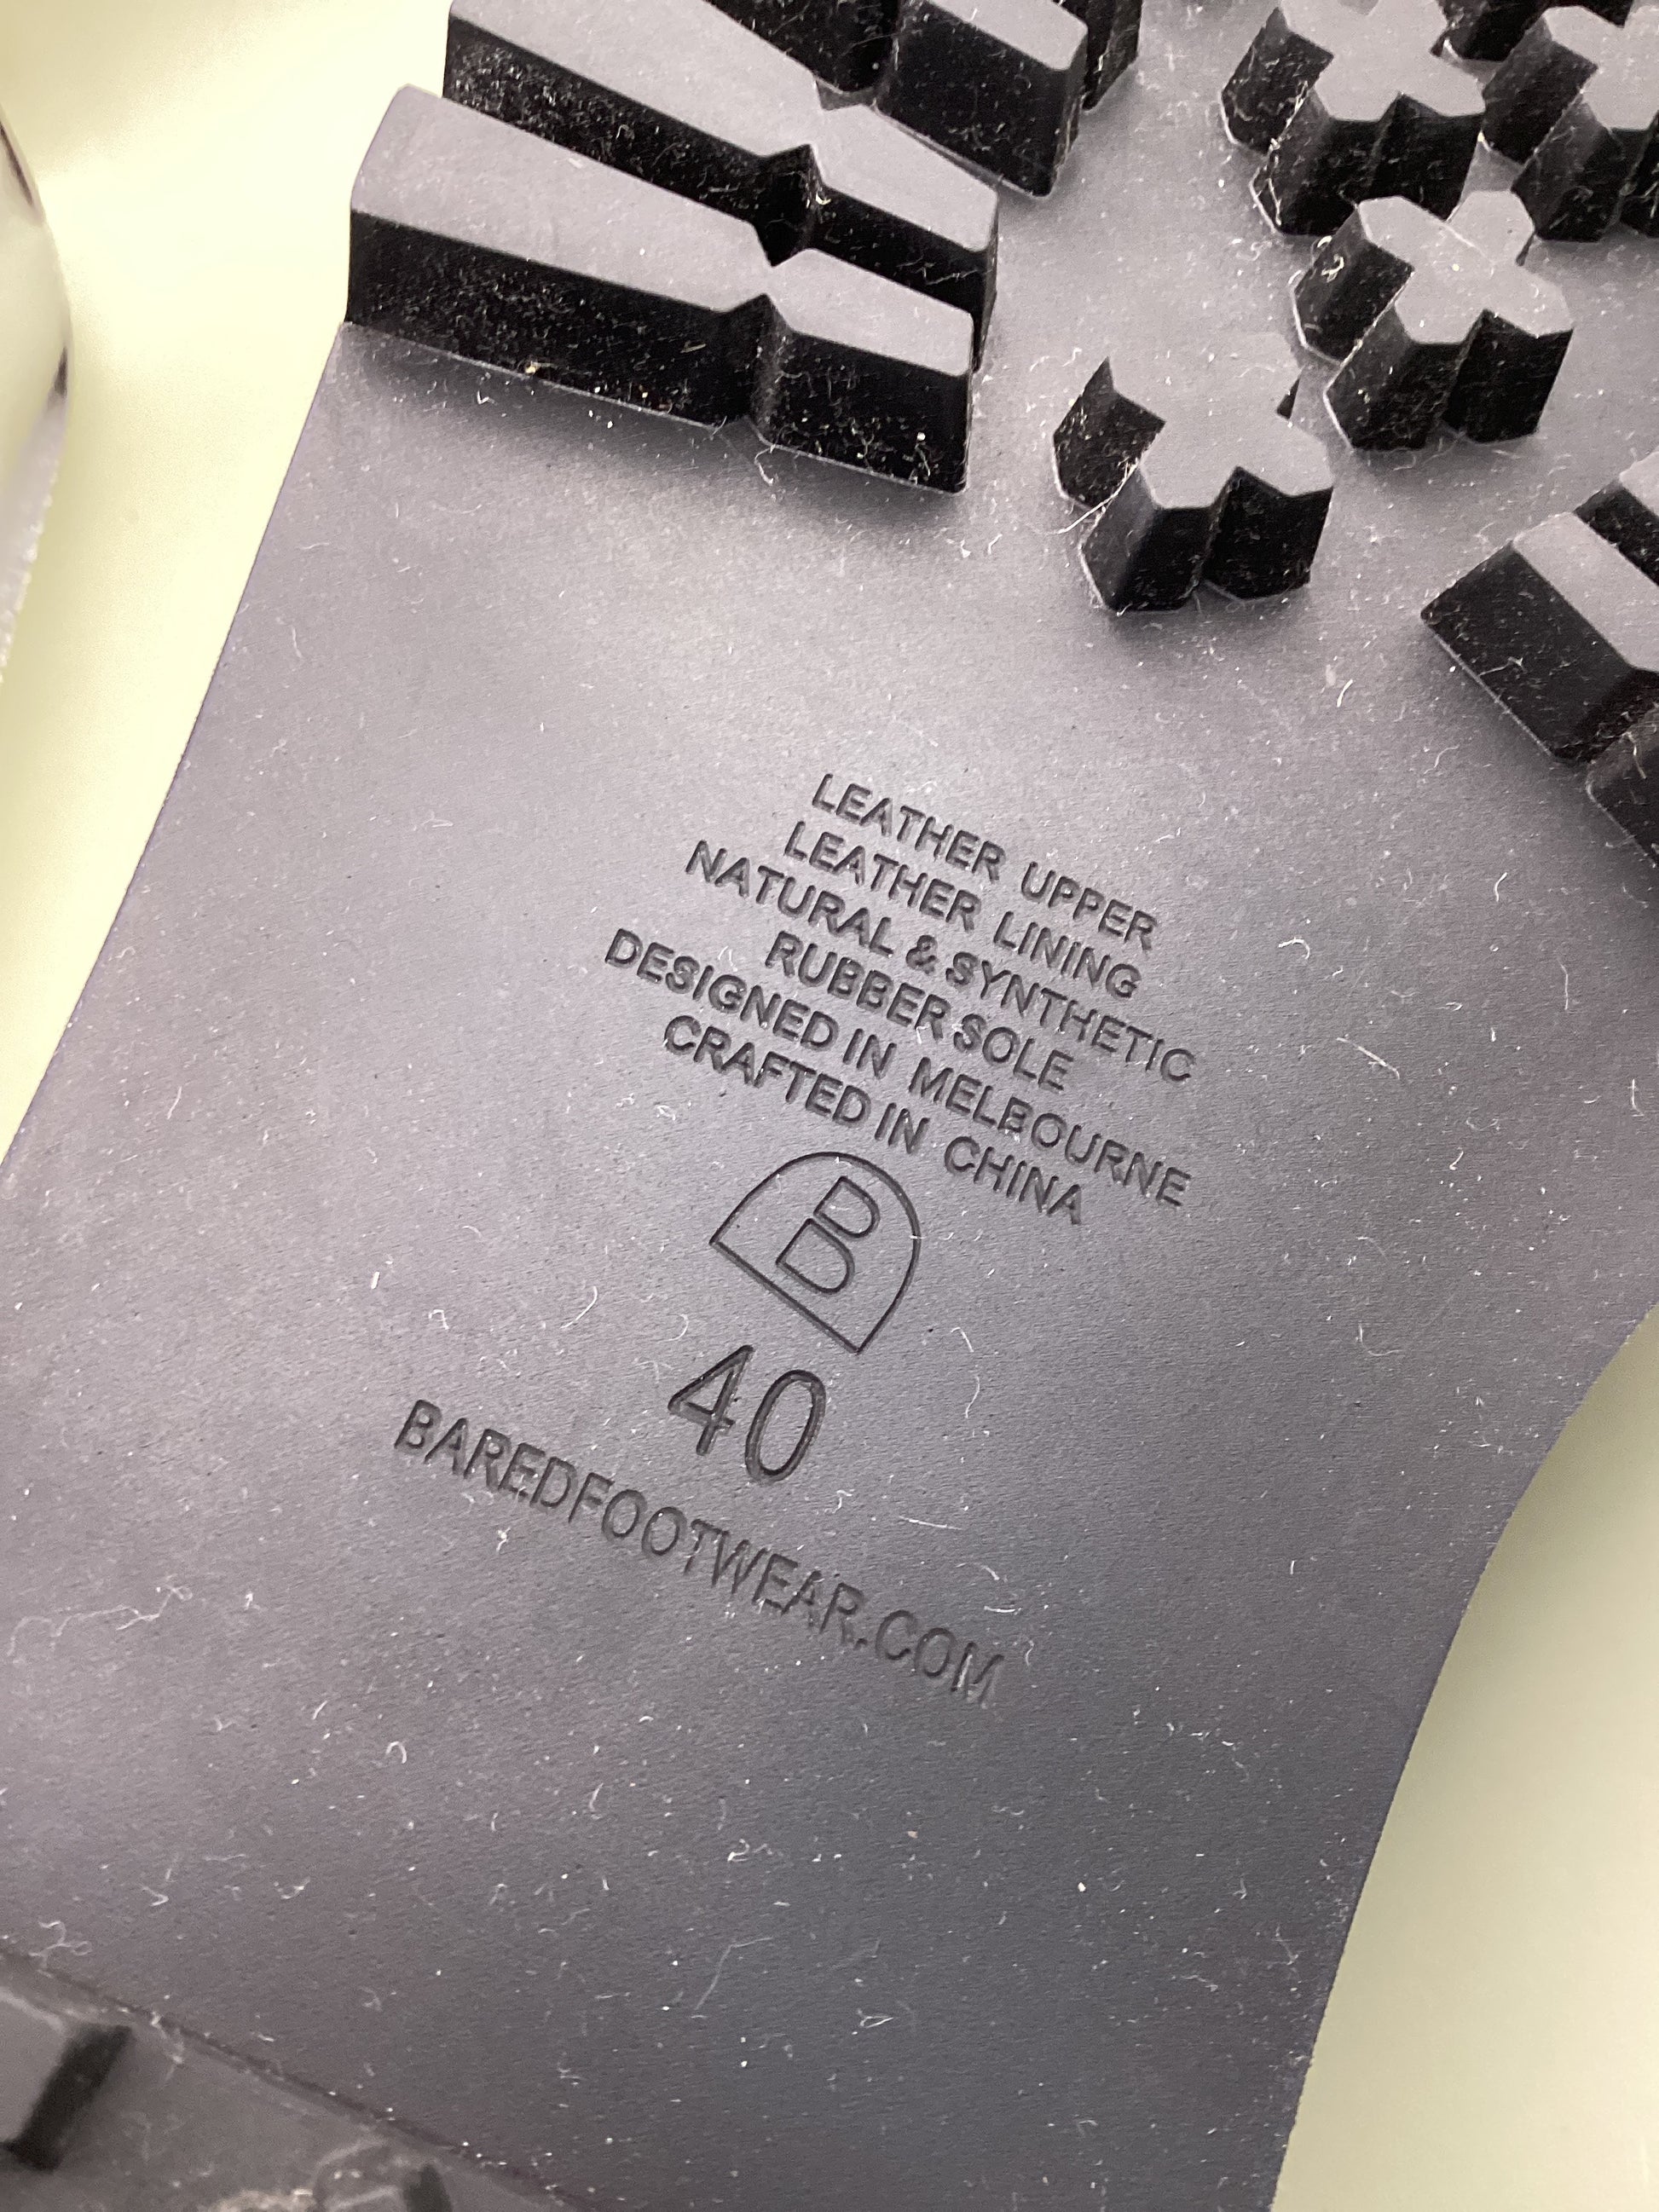 LEATHER UPPER
LEATHER LINING
NATURAL & SYNTHETIC
RUBBER SOLE
DESIGNED IN MELBOURNE
CRAFTED IN CHINA
B
40
BAREDFOOTWEAR.COM